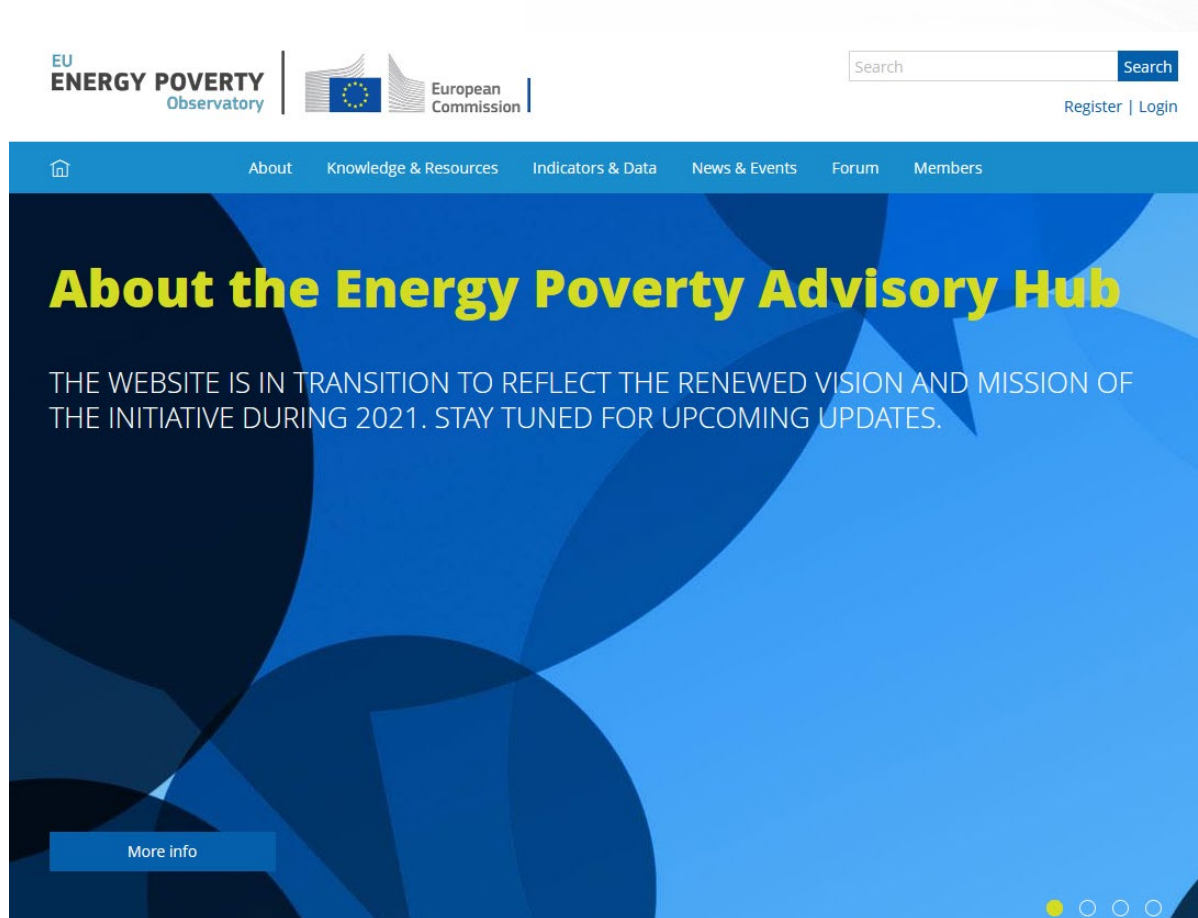 EU
ENERGY POVERTY
Observatory
European
Commission
Search
Search
Register | Login
About
Knowledge & Resources
Indicators & Data
News & Events
Forum
Members
About the Energy Poverty Advisory Hub
THE WEBSITE IS IN TRANSITION TO REFLECT THE RENEWED VISION AND MISSION OF
THE INITIATIVE DURING 2021. STAY TUNED FOR UPCOMING UPDATES.
More info